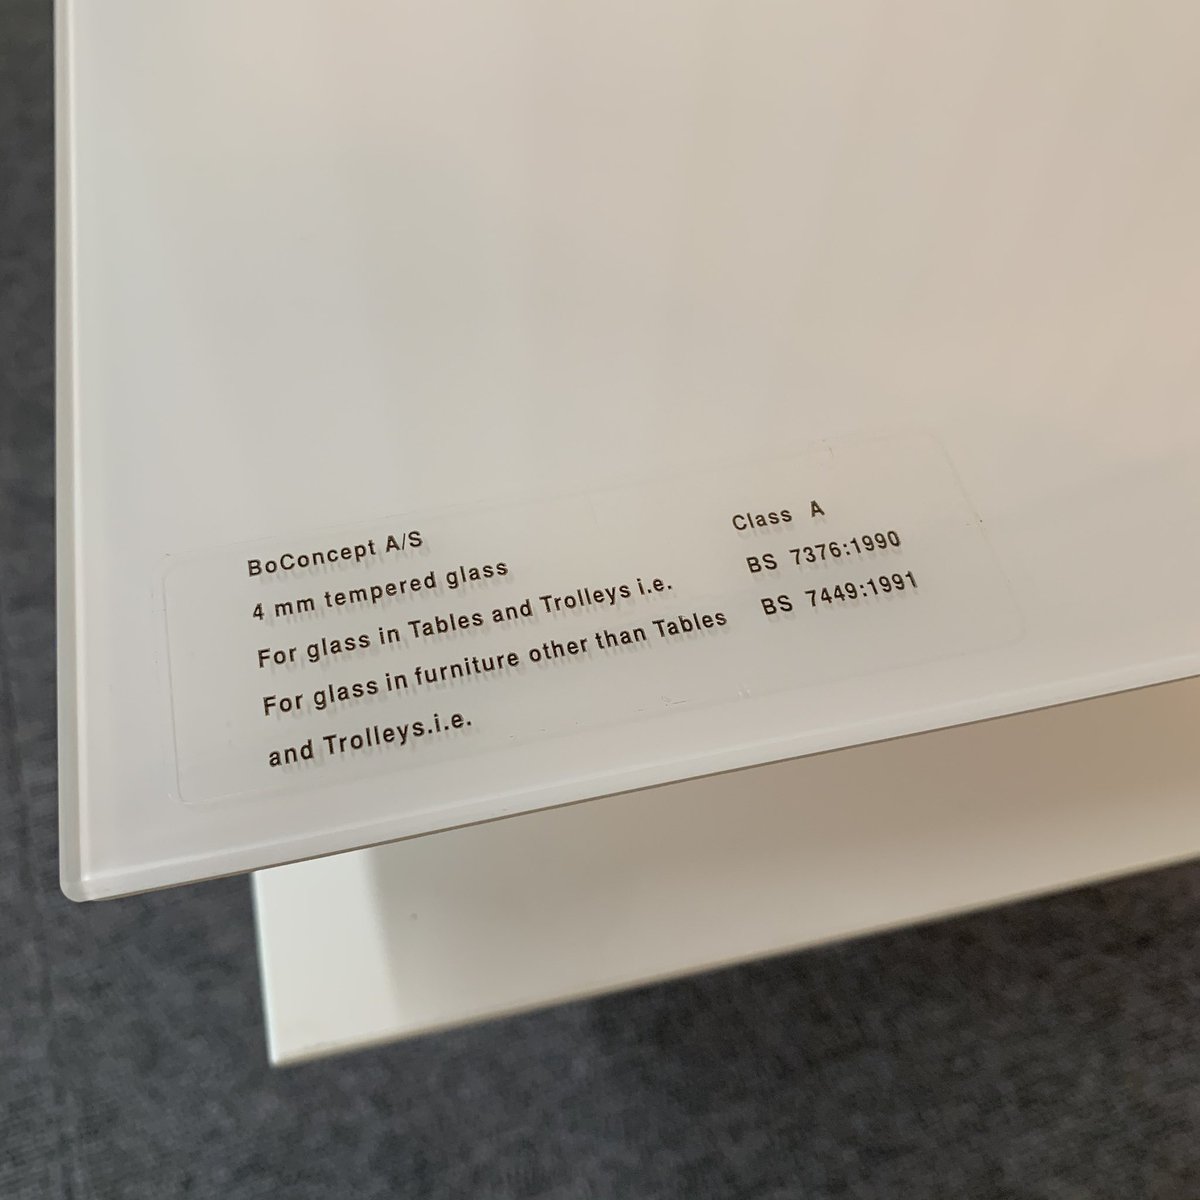 BoConcept A/S
4 mm tempered glass Class A
For glass in Tables and Trolleys i.e. BS 7376:1990
For glass in furniture other than Tables BS 7449:1991
and Trolleys.i.e.